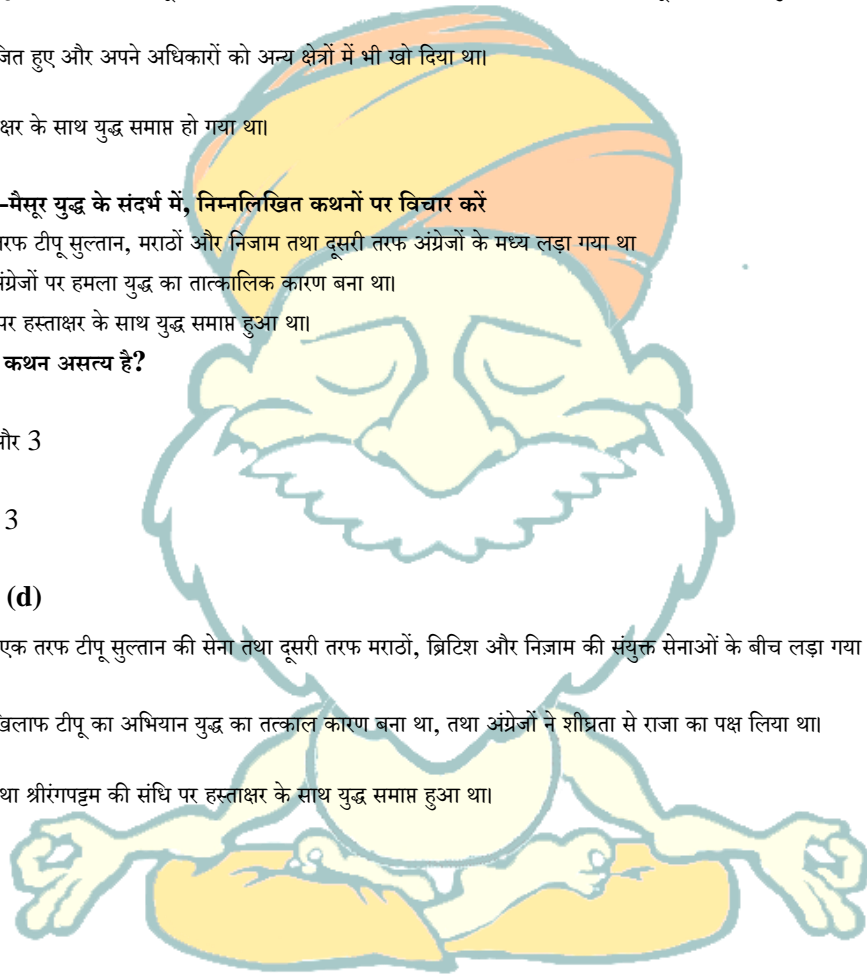 जित हुए और अपने अधिकारों को अन्य क्षेत्रों में भी खो दिया था।
क्षर के साथ युद्ध समाप्त हो गया था।
-मैसूर युद्ध के संदर्भ में, निम्नलिखित कथनों पर विचार करें
तरफ टीपू सुल्तान, मराठों और निजाम तथा दूसरी तरफ अंग्रेजों के मध्य लड़ा गया था
अंग्रेजों पर हमला युद्ध का तात्कालिक कारण बना था।
पर हस्ताक्षर के साथ युद्ध समाप्त हुआ था।
कथन असत्य है?
और 3
3
(d)
एक तरफ टीपू सुल्तान की सेना तथा दूसरी तरफ मराठों, ब्रिटिश और निज़ाम की संयुक्त सेनाओं के बीच लड़ा गया
खिलाफ टीपू का अभियान युद्ध का तत्काल कारण बना था, तथा अंग्रेजों ने शीघ्रता से राजा का पक्ष लिया था।
था श्रीरंगपट्टम की संधि पर हस्ताक्षर के साथ युद्ध समाप्त हुआ था।